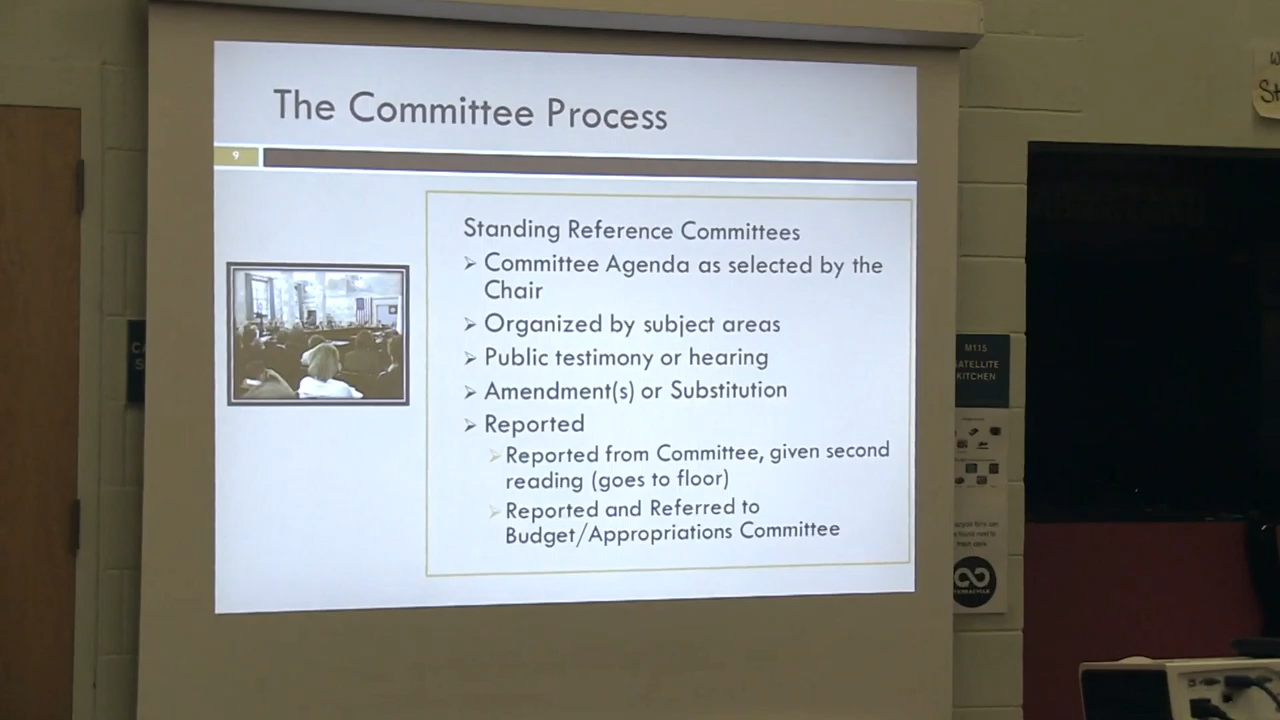 The Committee Process
9
Standing Reference Committees
➢ Committee Agenda as selected by the
Chair
➢ Organized by subject areas
➢ Public testimony or hearing
➢ Amendment(s) or Substitution
➢ Reported
➢ Reported from Committee, given second
reading (goes to floor)
➢ Reported and Referred to
Budget/Appropriations Committee
M115
ATELLITE
KITCHEN